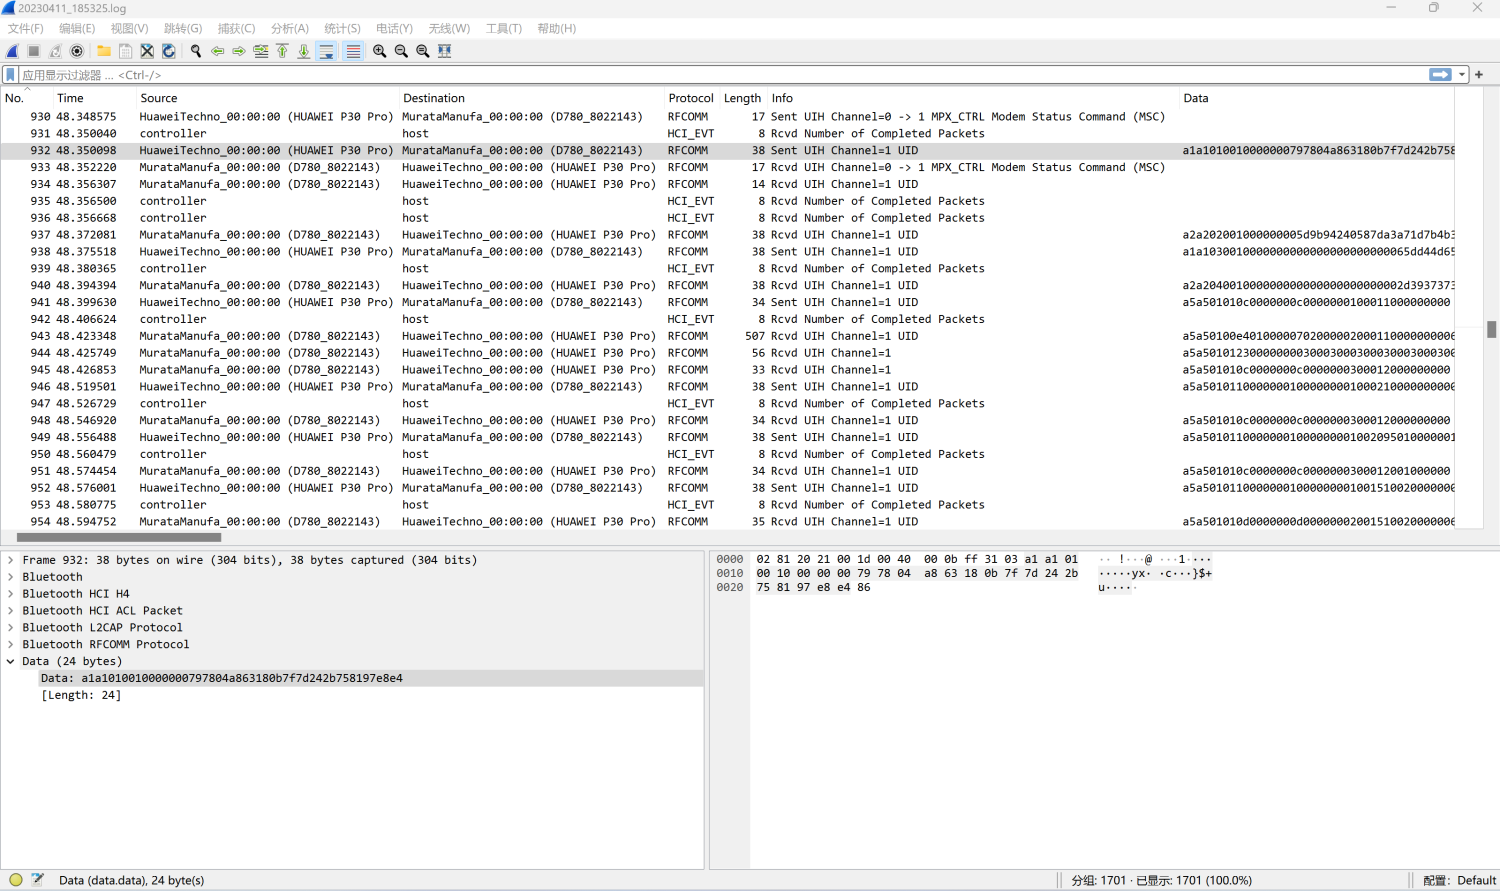 20230411_185325.log
文件(F) 编辑(E) 视图(V) 跳转(G) 捕获(C) 分析(A) 统计(S) 电话(Y) 无线(W) 工具(T) 帮助(H)
应用显示过滤器 … <Ctrl-/>
No. Time Source Destination Protocol Length Info Data
930 48.348575 HuaweiTechno_00:00:00 (HUAWEI P30 Pro) MurataManufa_00:00:00 (D780_8022143) RFCOMM 17 Sent UIH Channel=0 -> 1 MPX_CTRL Modem Status Command (MSC)
931 48.350040 controller host HCI_EVT 8 Rcvd Number of Completed Packets
932 48.350098 HuaweiTechno_00:00:00 (HUAWEI P30 Pro) MurataManufa_00:00:00 (D780_8022143) RFCOMM 38 Sent UIH Channel=1 UID a1a1010010000000797804a863180b7f7d242b758
933 48.352220 MurataManufa_00:00:00 (D780_8022143) HuaweiTechno_00:00:00 (HUAWEI P30 Pro) RFCOMM 17 Rcvd UIH Channel=0 -> 1 MPX_CTRL Modem Status Command (MSC)
934 48.356307 MurataManufa_00:00:00 (D780_8022143) HuaweiTechno_00:00:00 (HUAWEI P30 Pro) RFCOMM 14 Rcvd UIH Channel=1 UID
935 48.356500 controller host HCI_EVT 8 Rcvd Number of Completed Packets
936 48.356668 controller host HCI_EVT 8 Rcvd Number of Completed Packets
937 48.372081 MurataManufa_00:00:00 (D780_8022143) HuaweiTechno_00:00:00 (HUAWEI P30 Pro) RFCOMM 38 Rcvd UIH Channel=1 UID a2a202001000000005d9b94240587da3a71d7b4b3
938 48.375518 HuaweiTechno_00:00:00 (HUAWEI P30 Pro) MurataManufa_00:00:00 (D780_8022143) RFCOMM 38 Sent UIH Channel=1 UID a1a1030010000000000000000000000065dd44d65
939 48.380365 controller host HCI_EVT 8 Rcvd Number of Completed Packets
940 48.394394 MurataManufa_00:00:00 (D780_8022143) HuaweiTechno_00:00:00 (HUAWEI P30 Pro) RFCOMM 38 Rcvd UIH Channel=1 UID a2a204001000000000000000000000002d3937373
941 48.399630 HuaweiTechno_00:00:00 (HUAWEI P30 Pro) MurataManufa_00:00:00 (D780_8022143) RFCOMM 34 Sent UIH Channel=1 UID a5a501010c0000000c0000000100011000000000
942 48.406624 controller host HCI_EVT 8 Rcvd Number of Completed Packets
943 48.423348 MurataManufa_00:00:00 (D780_8022143) HuaweiTechno_00:00:00 (HUAWEI P30 Pro) RFCOMM 507 Rcvd UIH Channel=1 UID
944 48.425749 MurataManufa_00:00:00 (D780_8022143) HuaweiTechno_00:00:00 (HUAWEI P30 Pro) RFCOMM 56 Rcvd UIH Channel=1
945 48.426853 MurataManufa_00:00:00 (D780_8022143) HuaweiTechno_00:00:00 (HUAWEI P30 Pro) RFCOMM 33 Rcvd UIH Channel=1 a5a501010c0000000c0000000300012000000000
946 48.519501 HuaweiTechno_00:00:00 (HUAWEI P30 Pro) MurataManufa_00:00:00 (D780_8022143) RFCOMM 38 Sent UIH Channel=1 UID
947 48.526729 controller host HCI_EVT 8 Rcvd Number of Completed Packets
948 48.546920 MurataManufa_00:00:00 (D780_8022143) HuaweiTechno_00:00:00 (HUAWEI P30 Pro) RFCOMM 34 Rcvd UIH Channel=1 UID a5a501010c0000000c0000000300012000000000
949 48.556488 HuaweiTechno_00:00:00 (HUAWEI P30 Pro) MurataManufa_00:00:00 (D780_8022143) RFCOMM 38 Sent UIH Channel=1 UID
950 48.560479 controller host HCI_EVT 8 Rcvd Number of Completed Packets
951 48.574454 MurataManufa_00:00:00 (D780_8022143) HuaweiTechno_00:00:00 (HUAWEI P30 Pro) RFCOMM 34 Rcvd UIH Channel=1 UID a5a501010c0000000c0000000300012001000000
952 48.576001 HuaweiTechno_00:00:00 (HUAWEI P30 Pro) MurataManufa_00:00:00 (D780_8022143) RFCOMM 38 Sent UIH Channel=1 UID
953 48.580775 controller host HCI_EVT 8 Rcvd Number of Completed Packets
954 48.594752 MurataManufa_00:00:00 (D780_8022143) HuaweiTechno_00:00:00 (HUAWEI P30 Pro) RFCOMM 35 Rcvd UIH Channel=1 UID
Frame 932: 38 bytes on wire (304 bits), 38 bytes captured (304 bits)
Bluetooth
Bluetooth HCI H4
Bluetooth HCI ACL Packet
Bluetooth L2CAP Protocol
Bluetooth RFCOMM Protocol
Data (24 bytes)
Data: a1a1010010000000797804a863180b7f7d242b758197e8e4
[Length: 24]
0000 02 81 20 21 00 1d 00 40 00 0b ff 31 03 a1 a1 01 ·· !···@ ···1····
0010 00 10 00 00 00 79 78 04 a8 63 18 0b 7f 7d 24 2b ·····yx· ·c···}$+
0020 75 81 97 e8 e4 86 u·····
Data (data.data), 24 byte(s)
分组: 1701 · 已显示: 1701 (100.0%)
配置: Default